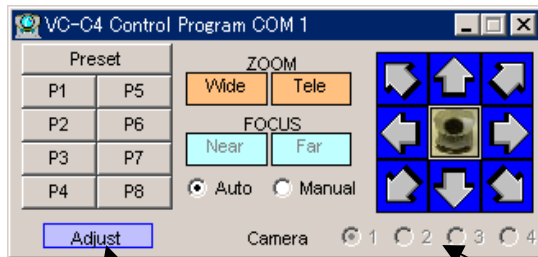 VC-C4 Control Program COM 1
Preset
P1 P5
P2 P6
P3 P7
P4 P8
ZOOM
Wide Tele
FOCUS
Near Far
Auto Manual
Adjust
Camera 1 2 3 4